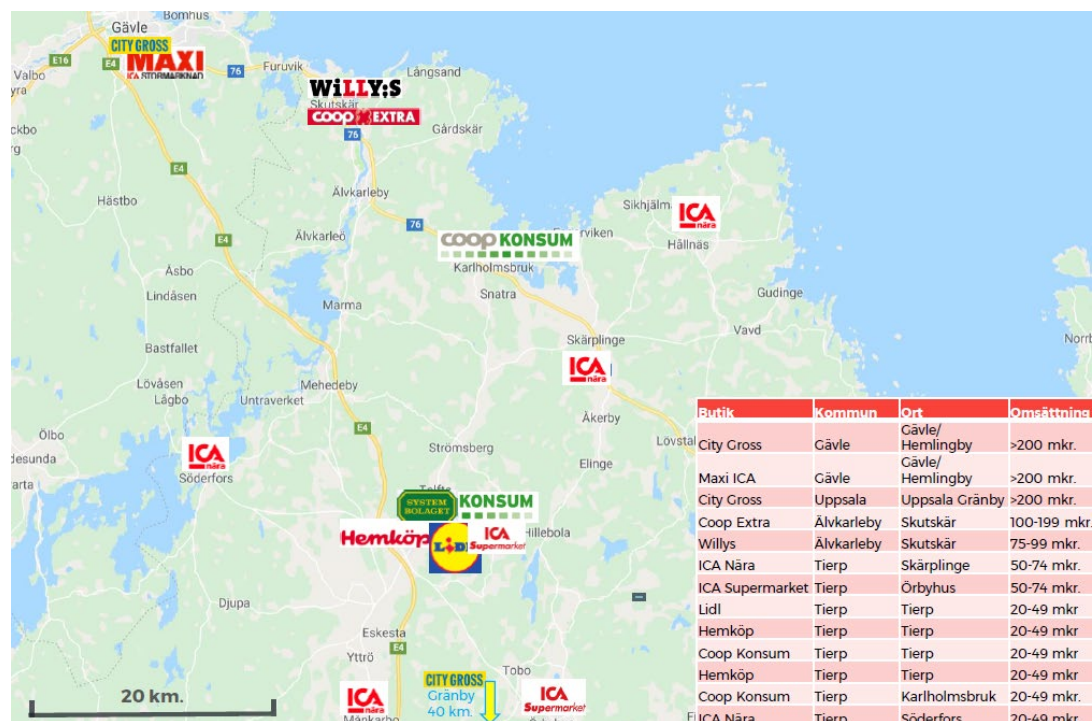 Bomhus
Gävle
CITY GROSS
MAXI
ICA STORMARKNAD
E16
E4
76
Furuvik
Valbo
WiLLY:S
Långsand
Skutskär
COOP EXTRA
76
Gårdskär
E4
Älvkarleby
Hästbo
Sikhjälm
ICA
nära
76
Älvkarleö
E4
coop KONSUM
Hållnäs
Åsbo
Karlholmsbruk
Lindåsen
Snatra
Gudinge
Marma
Vavd
Bastfallet
Skärplinge
ICA
nära
Lövåsen
Mehedeby
Lågbo
Untraverket
Åkerby
E4
Ölbo
Strömsberg
Lövstal
ICA
nära
Söderfors
Elinge
SYSTEM
BOLAGET
KONSUM
Hemköp
LiDL
ICA
Supermarket
Hillebola
Djupa
Eskesta
E4
Yttrö
Tobo
CITY GROSS
Gränby
40 km.
ICA
nära
ICA
Supermarket
20 km.
Butik Kommun Ort Omsättning
City Gross Gävle Gävle/
Hemlingby >200 mkr.
Maxi ICA Gävle Gävle/
Hemlingby >200 mkr.
City Gross Uppsala Uppsala Gränby >200 mkr.
Coop Extra Älvkarleby Skutskär 100-199 mkr.
Willys Älvkarleby Skutskär 75-99 mkr.
ICA Nära Tierp Skärplinge 50-74 mkr.
ICA Supermarket Tierp Örbyhus 50-74 mkr.
Lidl Tierp Tierp 20-49 mkr
Hemköp Tierp Tierp 20-49 mkr
Coop Konsum Tierp Tierp 20-49 mkr
Hemköp Tierp Tierp 20-49 mkr
Coop Konsum Tierp Karlholmsbruk 20-49 mkr.
ICA Nära Tierp Söderfors 20-49 mkr.